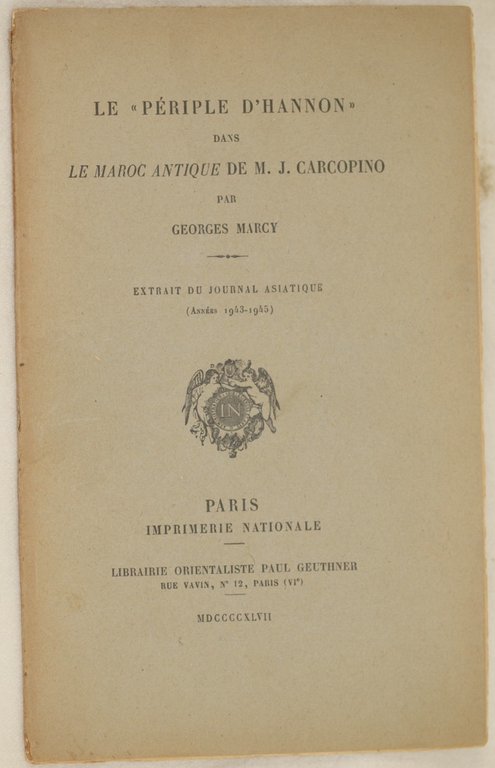 LE « PÉRIPLE D'HANNON »
DANS
LE MAROC ANTIQUE DE M. J. CARCOPINO
PAR
GEORGES MARCY
EXTRAIT DU JOURNAL ASIATIQUE
(ANNÉES 1943-1945)
IN
PARIS
IMPRIMERIE NATIONALE
LIBRAIRIE ORIENTALISTE PAUL GEUTHNER
RUE VAVIN, N° 12, PARIS (VIe)
MDCCCCXLVII